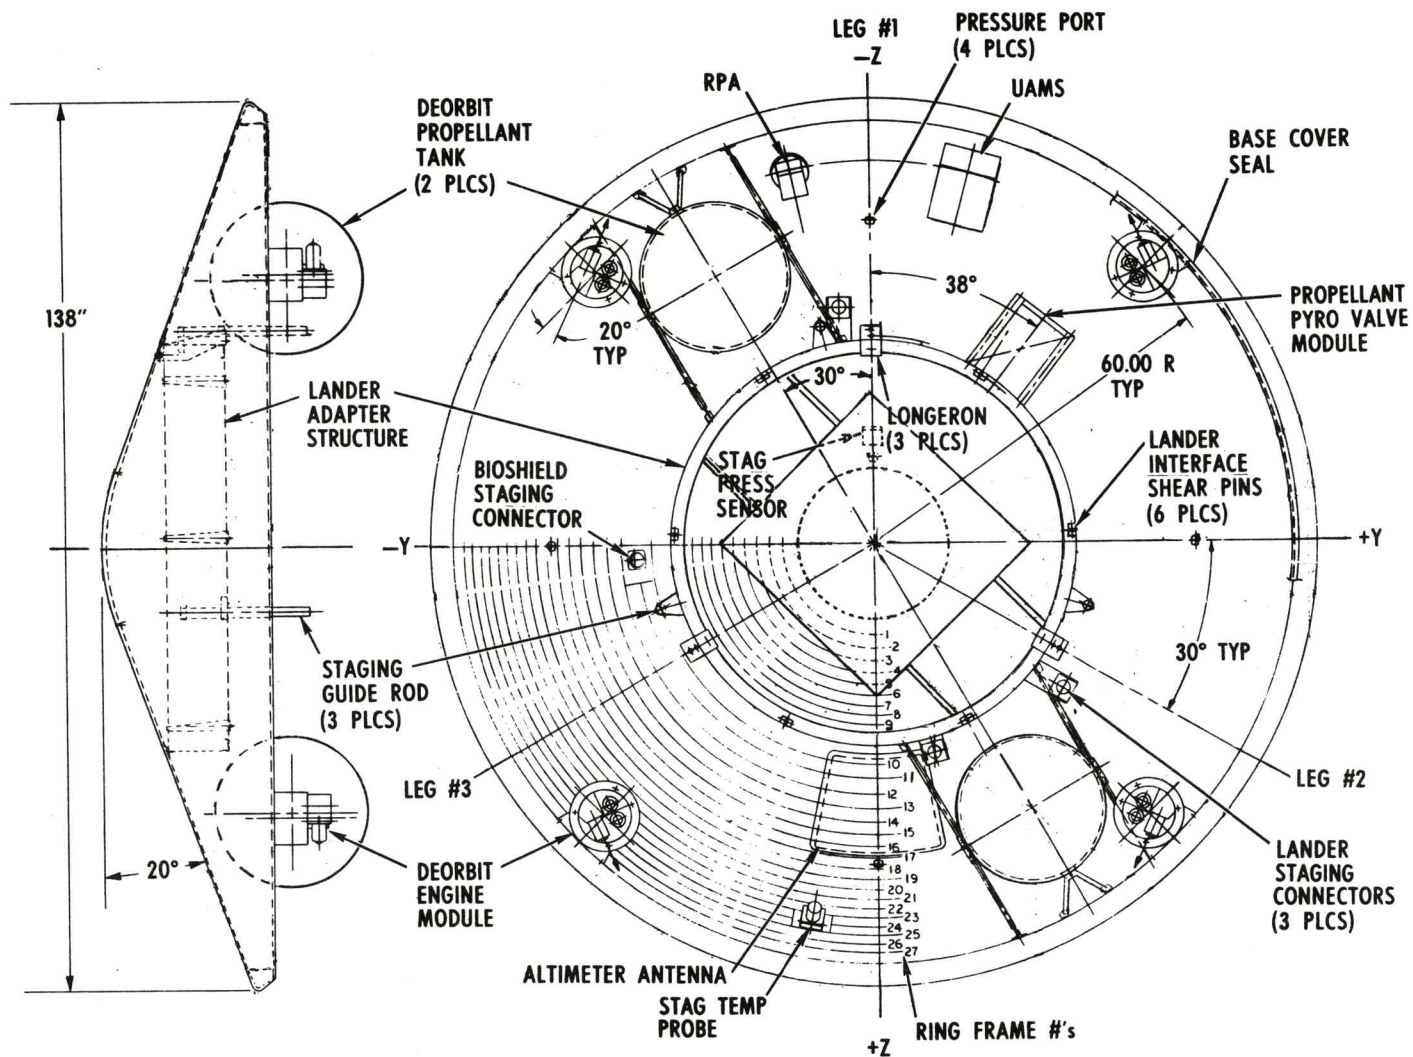 LEG #1
–Z
PRESSURE PORT
(4 PLCS)
RPA
UAMS
DEORBIT
PROPELLANT
TANK
(2 PLCS)
BASE COVER
SEAL
138"
38°
20°
TYP
PROPELLANT
PYRO VALVE
MODULE
60.00 R
TYP
30°
LANDER
ADAPTER
STRUCTURE
LONGERON
(3 PLCS)
STAG
PRESS
SENSOR
BIOSHIELD
STAGING
CONNECTOR
LANDER
INTERFACE
SHEAR PINS
(6 PLCS)
–Y
+Y
STAGING
GUIDE ROD
(3 PLCS)
30° TYP
1
2
3
4
5
6
7
8
9
10
11
12
13
14
15
16
17
18
19
20
21
22
23
24
25
26
27
LEG #3
LEG #2
20°
DEORBIT
ENGINE
MODULE
LANDER
STAGING
CONNECTORS
(3 PLCS)
ALTIMETER ANTENNA
STAG TEMP
PROBE
RING FRAME #'s
+Z